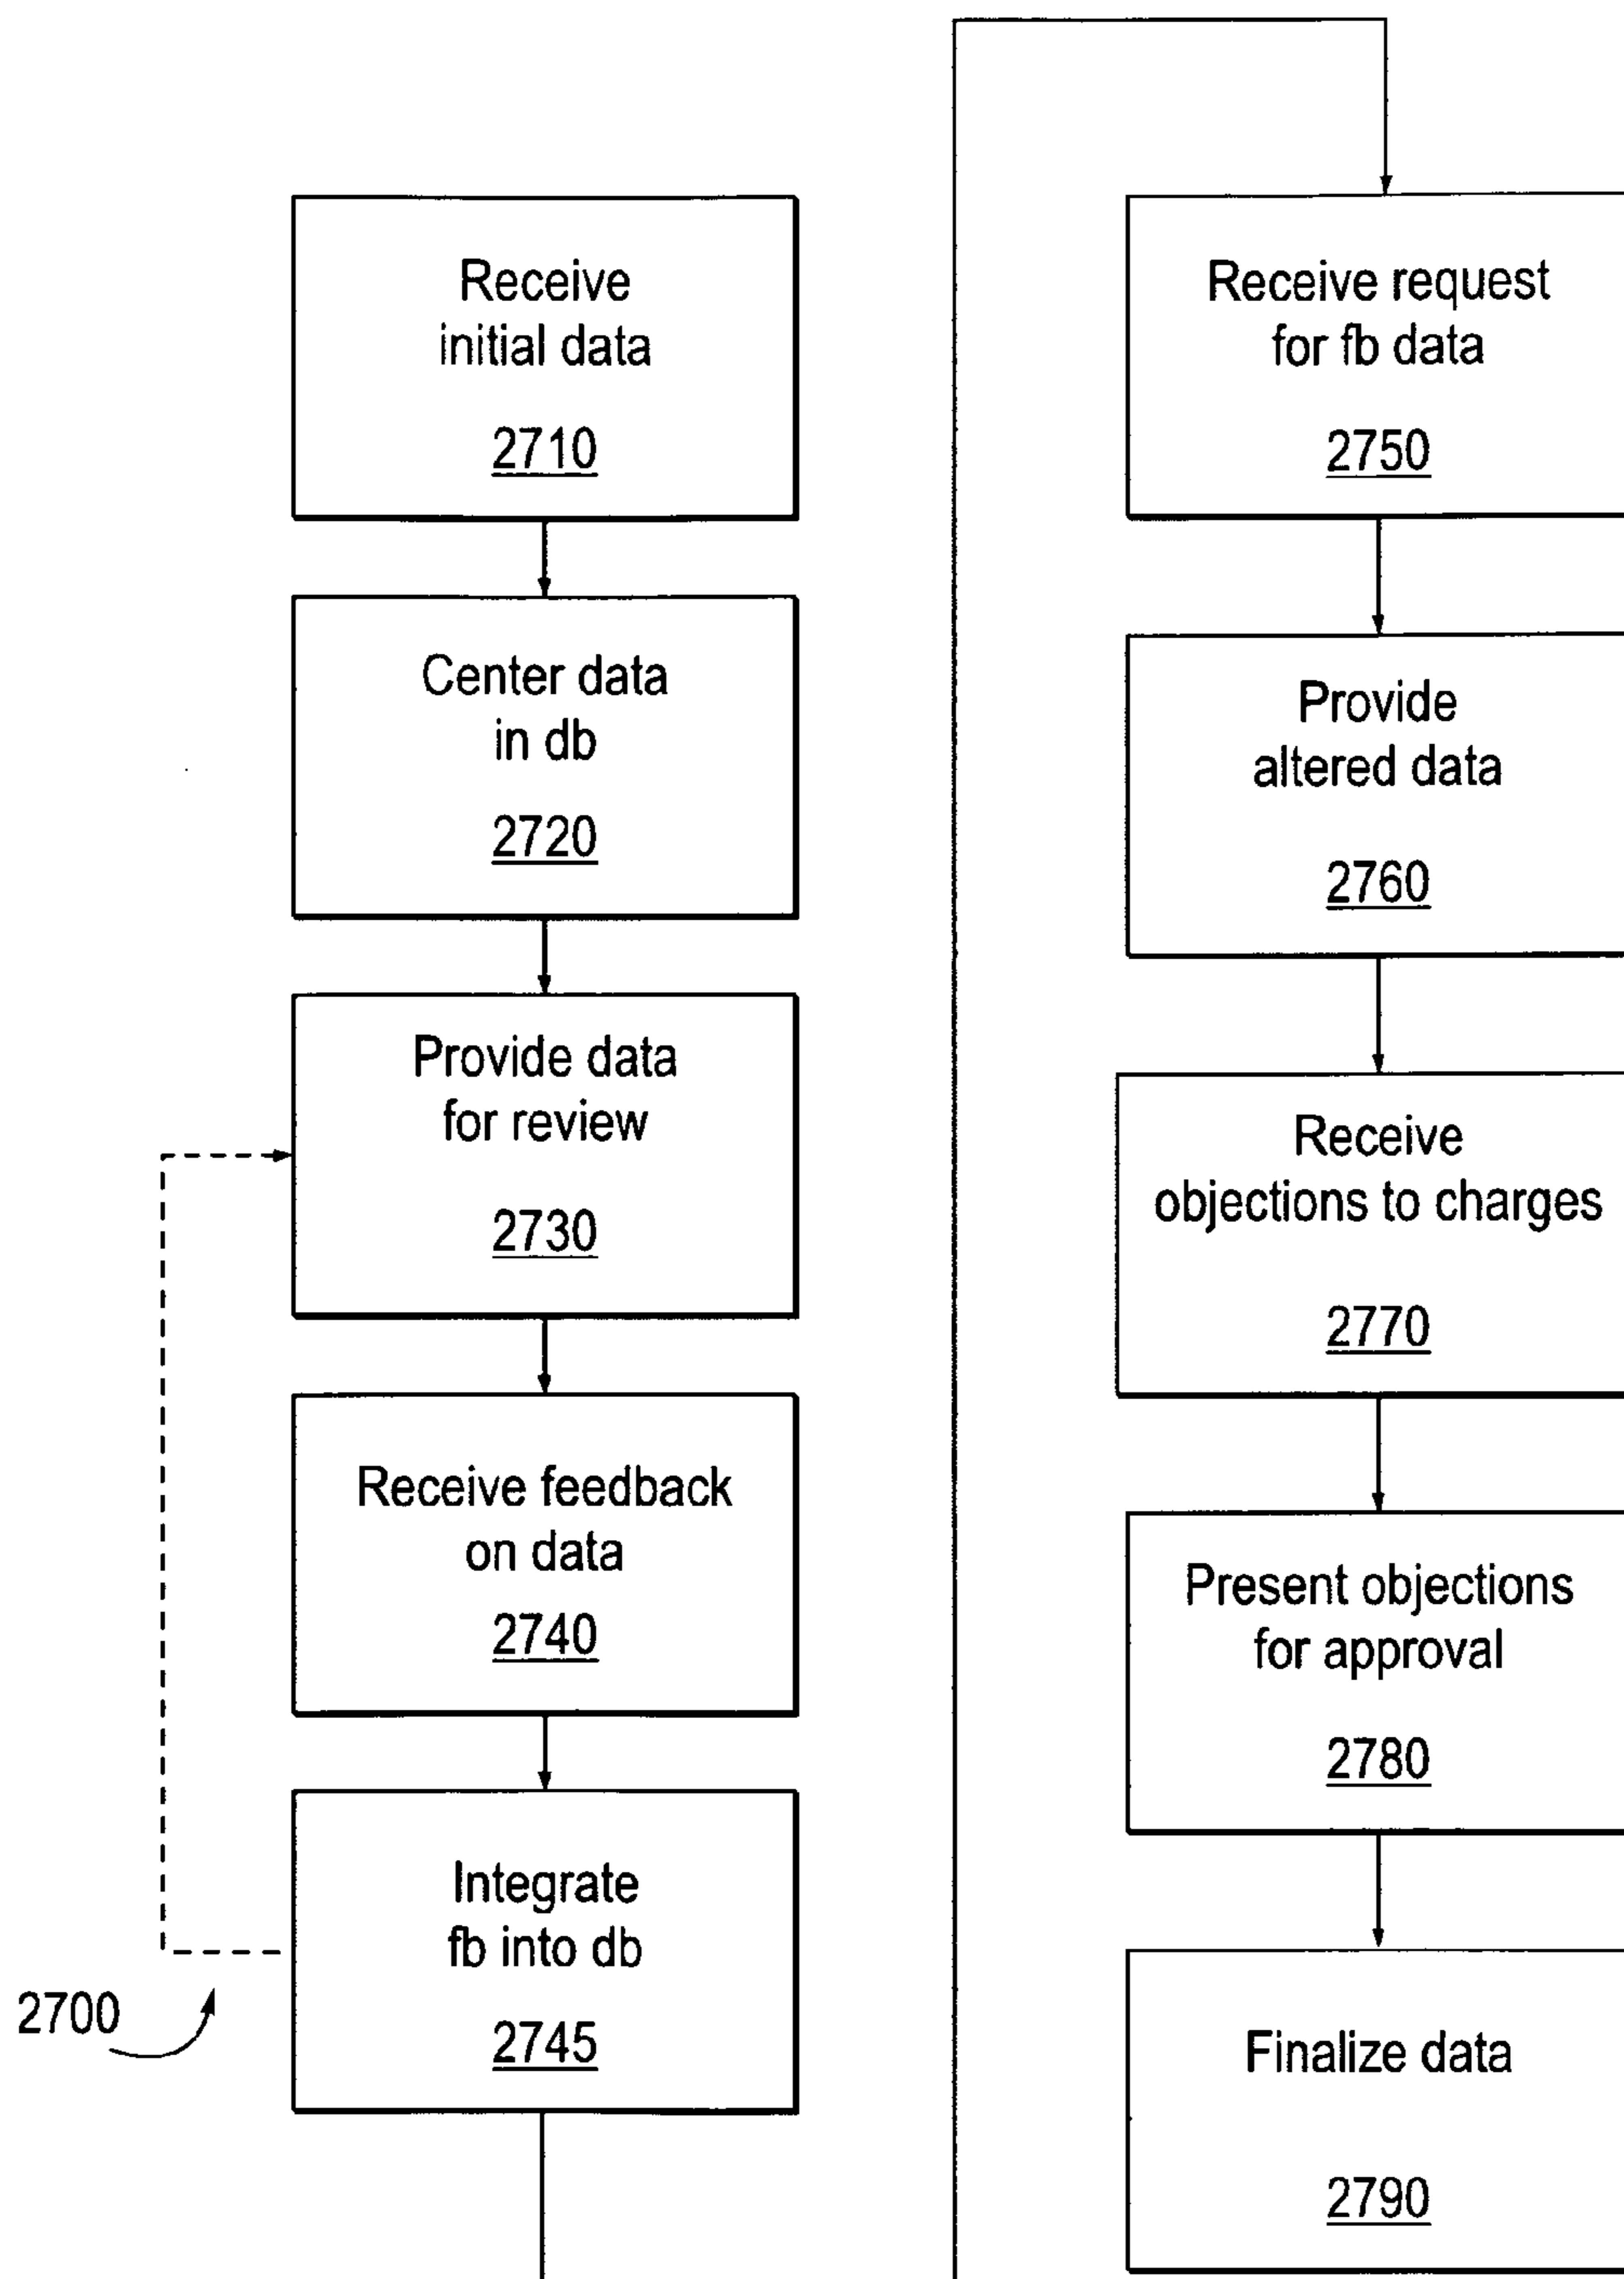 Receive
initial data
2710
Center data
in db
2720
Provide data
for review
2730
Receive feedback
on data
2740
Integrate
fb into db
2745
2700
Receive request
for fb data
2750
Provide
altered data
2760
Receive
objections to charges
2770
Present objections
for approval
2780
Finalize data
2790